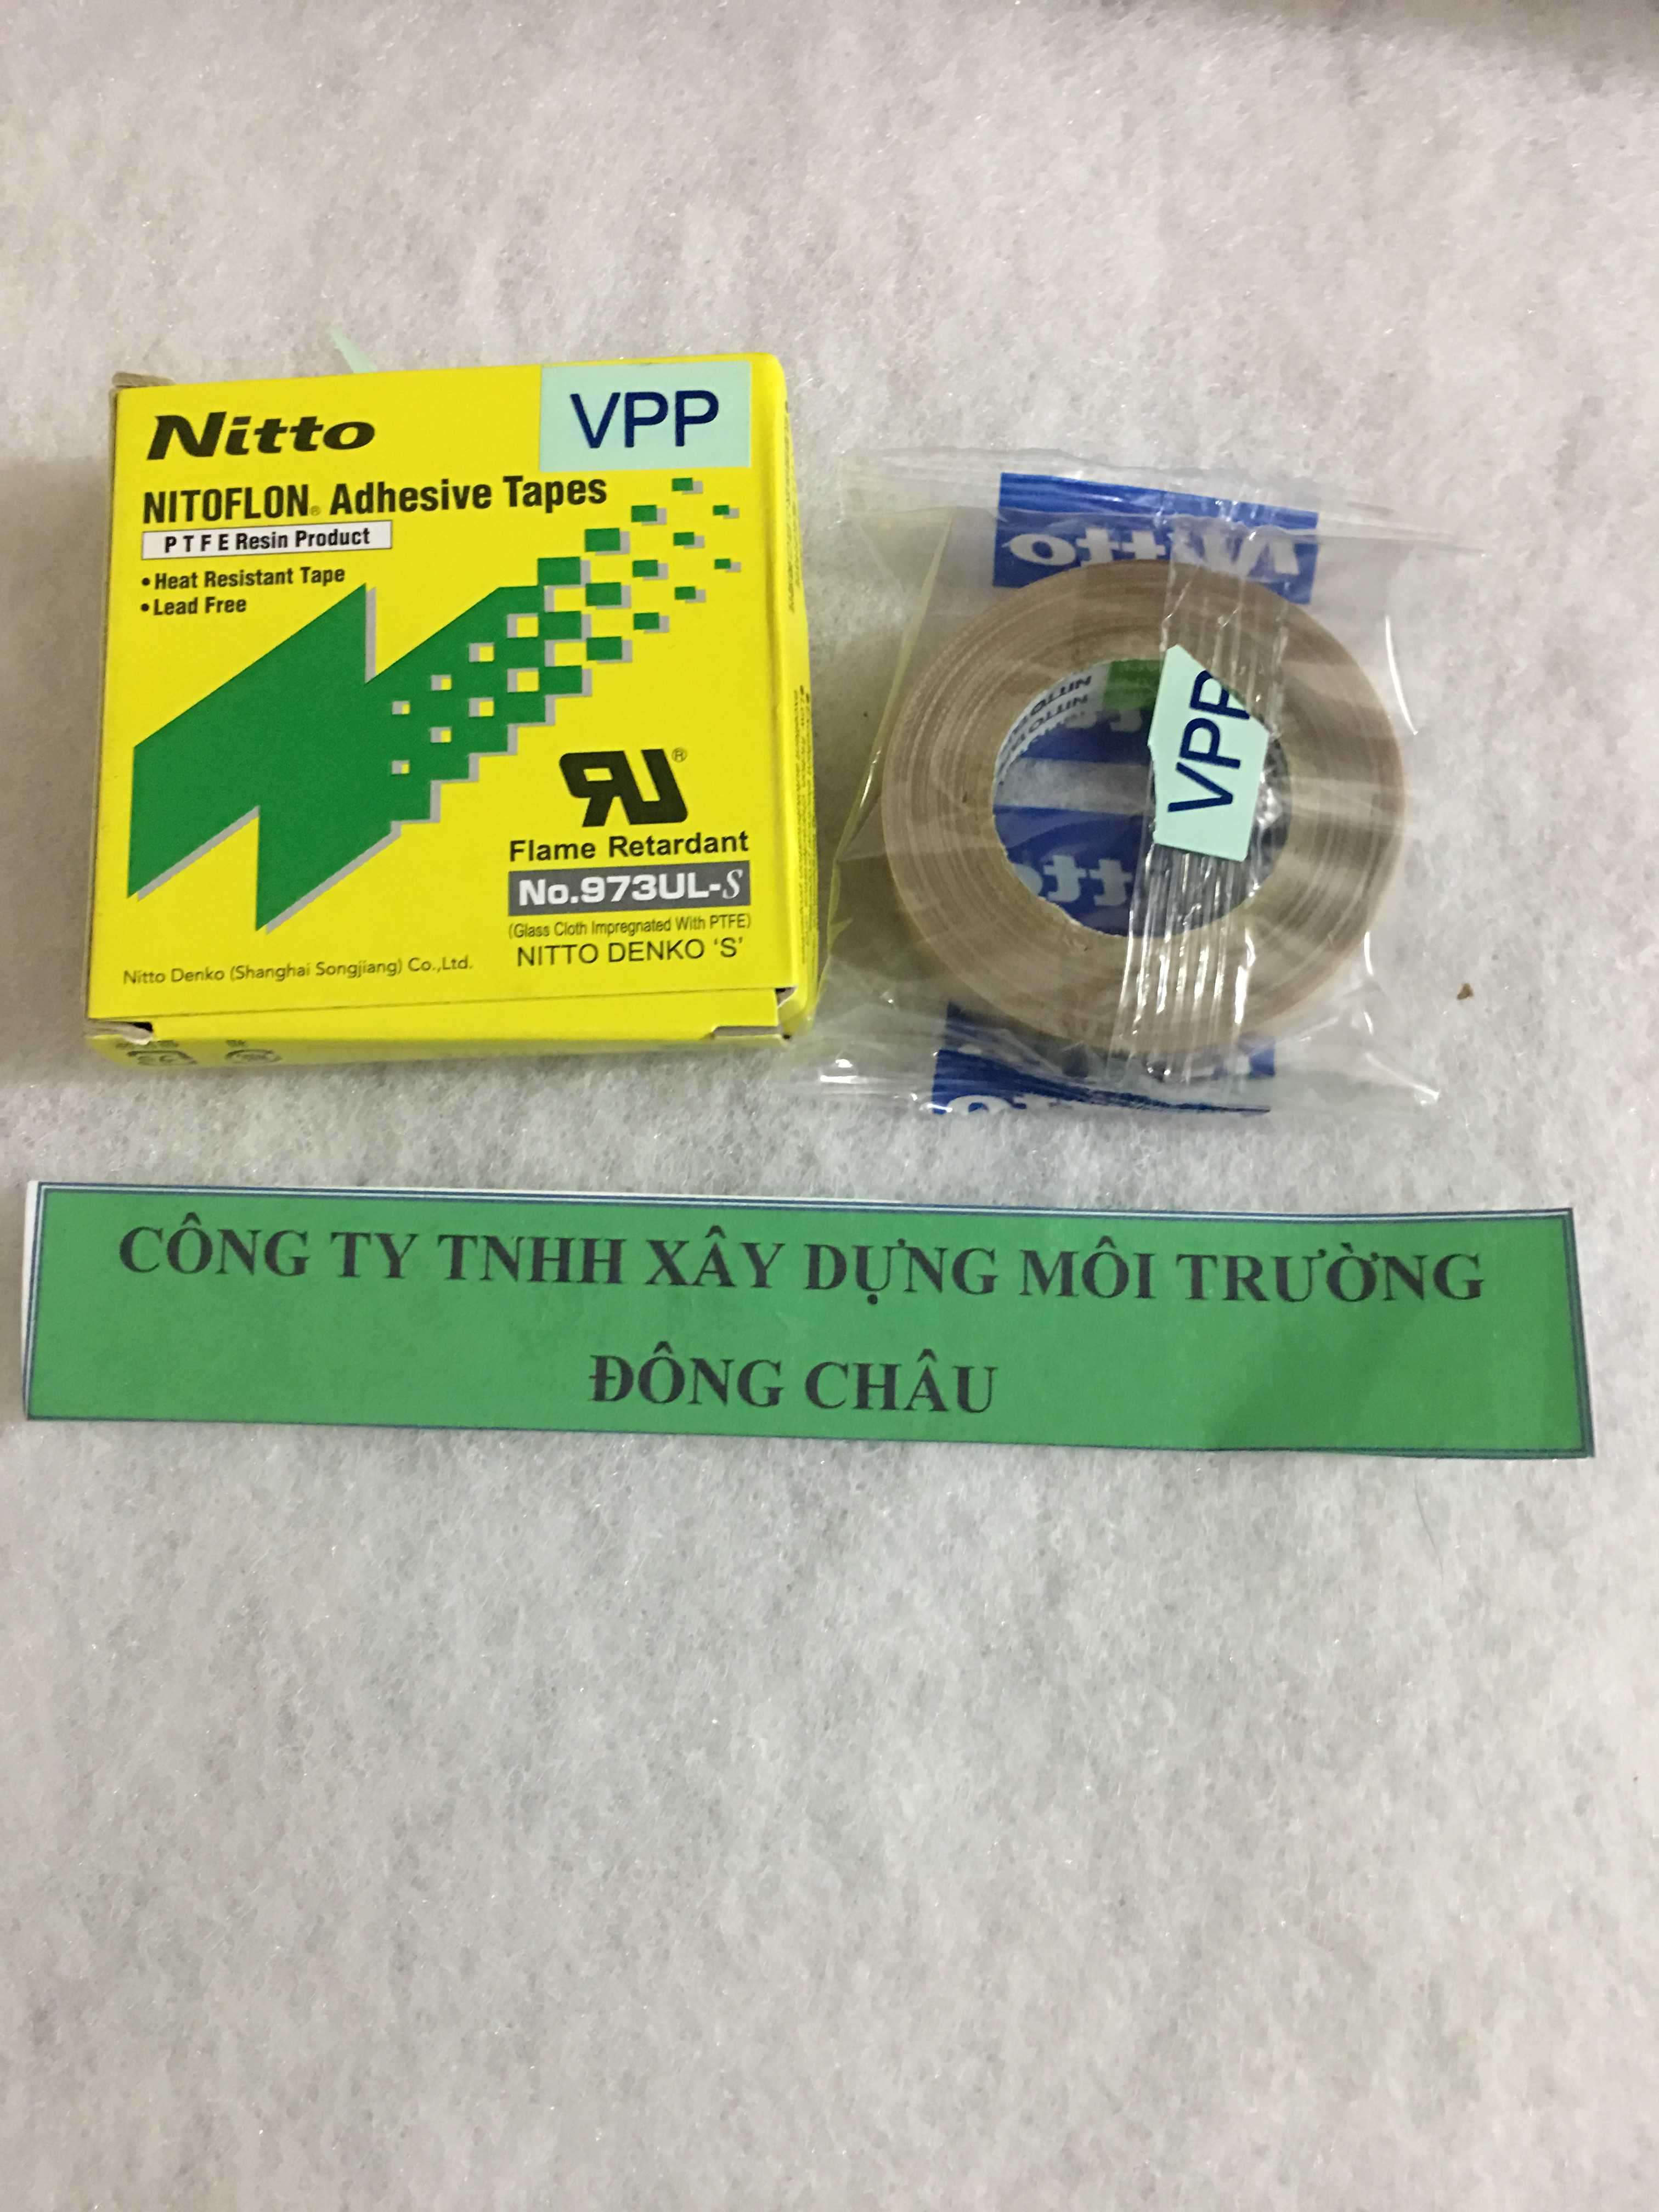 Nitto
VPP
NITOFLON® Adhesive Tapes
PTFE Resin Product
• Heat Resistant Tape
• Lead Free
RU®
Flame Retardant
No.973UL-S
(Glass Cloth Impregnated With PTFE)
NITTO DENKO 'S'
Nitto Denko (Shanghai Songjiang) Co.,Ltd.
Nitto
VPP
CÔNG TY TNHH XÂY DỰNG MÔI TRƯỜNG
ĐÔNG CHÂU